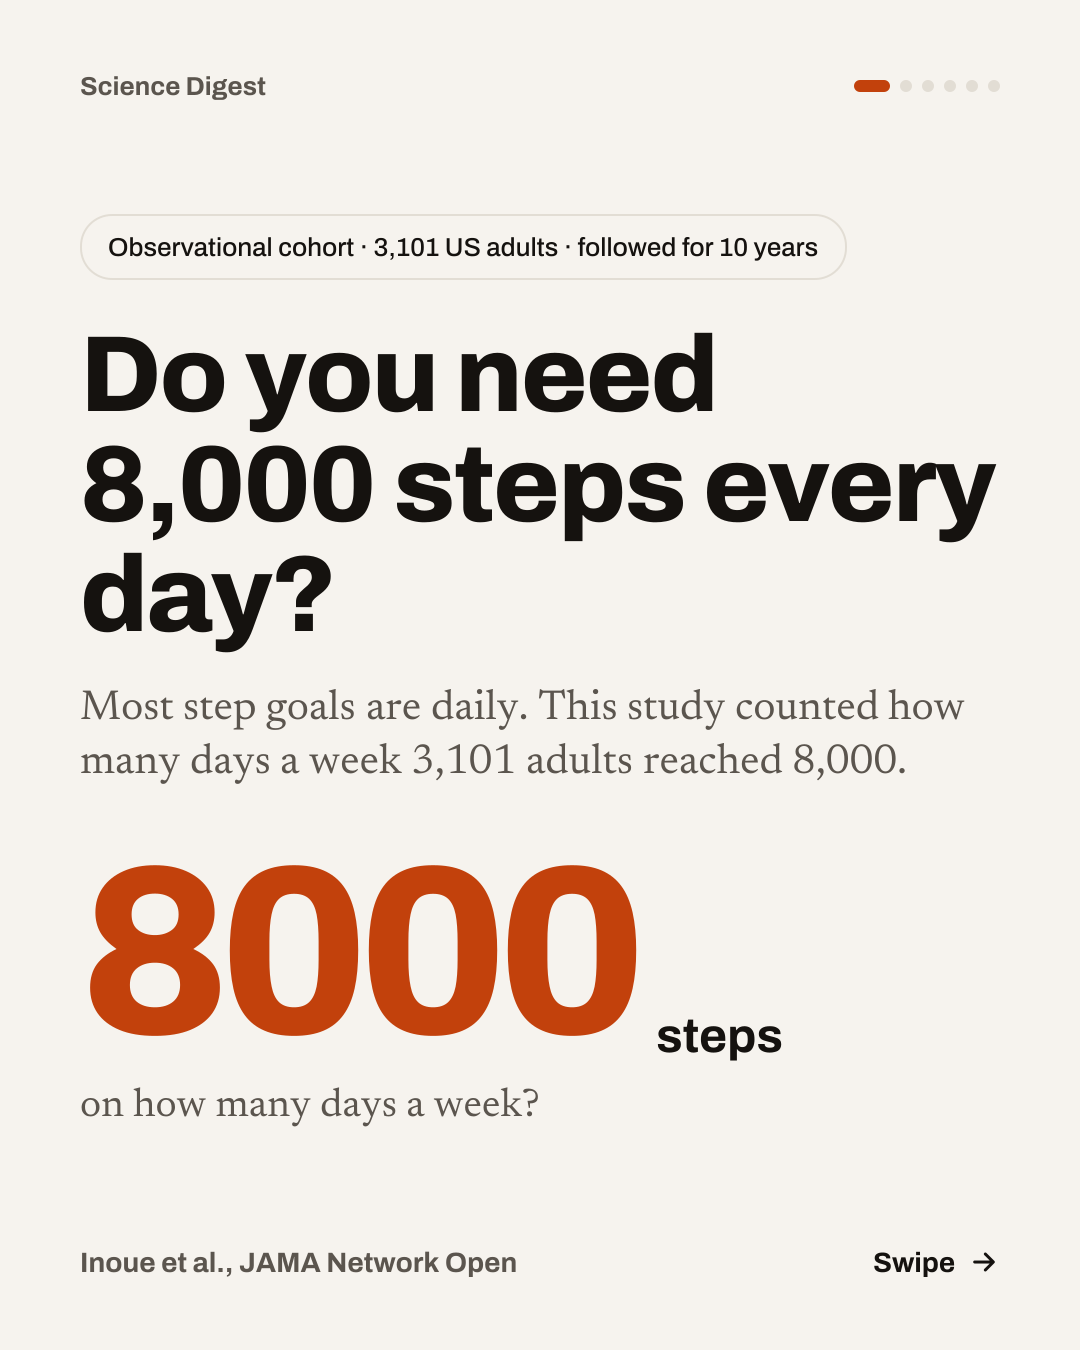 Science Digest
Observational cohort · 3,101 US adults · followed for 10 years
Do you need
8,000 steps every
day?
Most step goals are daily. This study counted how
many days a week 3,101 adults reached 8,000.
8000 steps
on how many days a week?
Inoue et al., JAMA Network Open
Swipe →